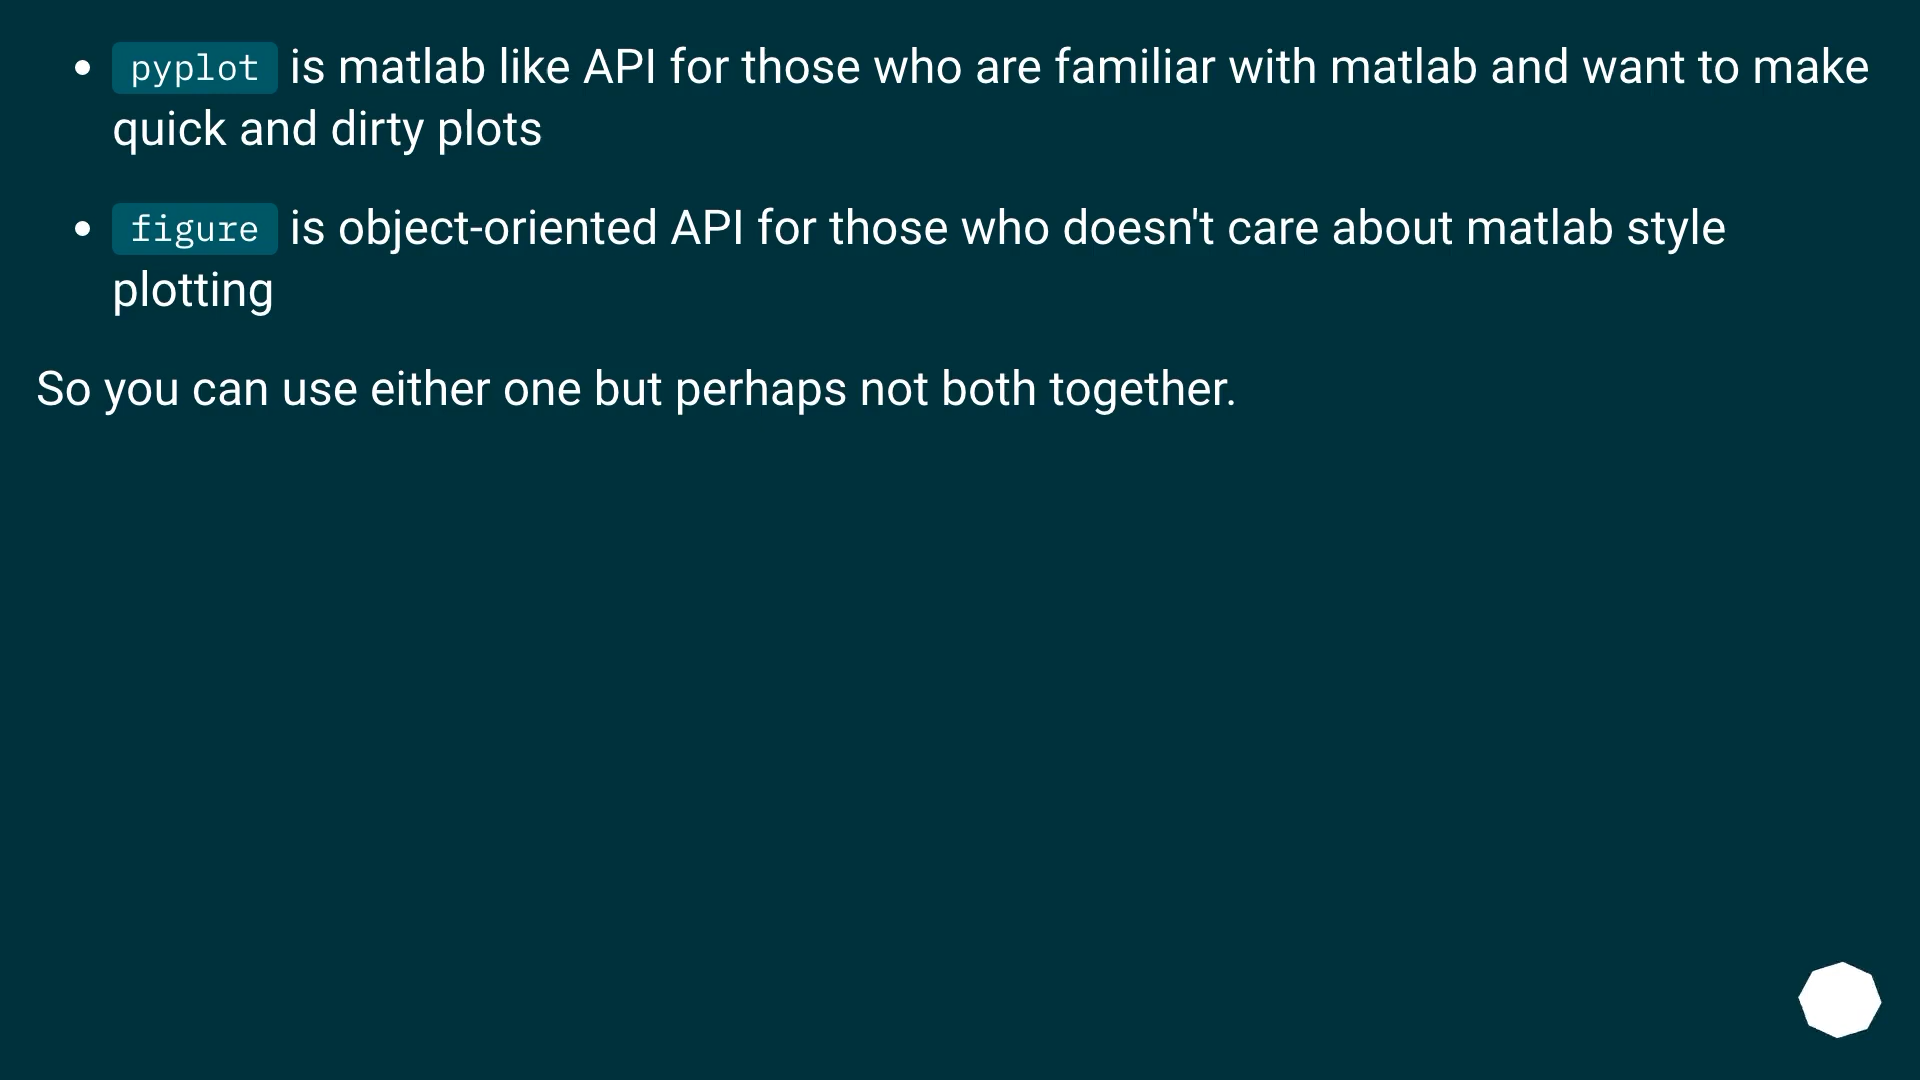 pyplot is matlab like API for those who are familiar with matlab and want to make
quick and dirty plots
figure is object-oriented API for those who doesn't care about matlab style
plotting
So you can use either one but perhaps not both together.